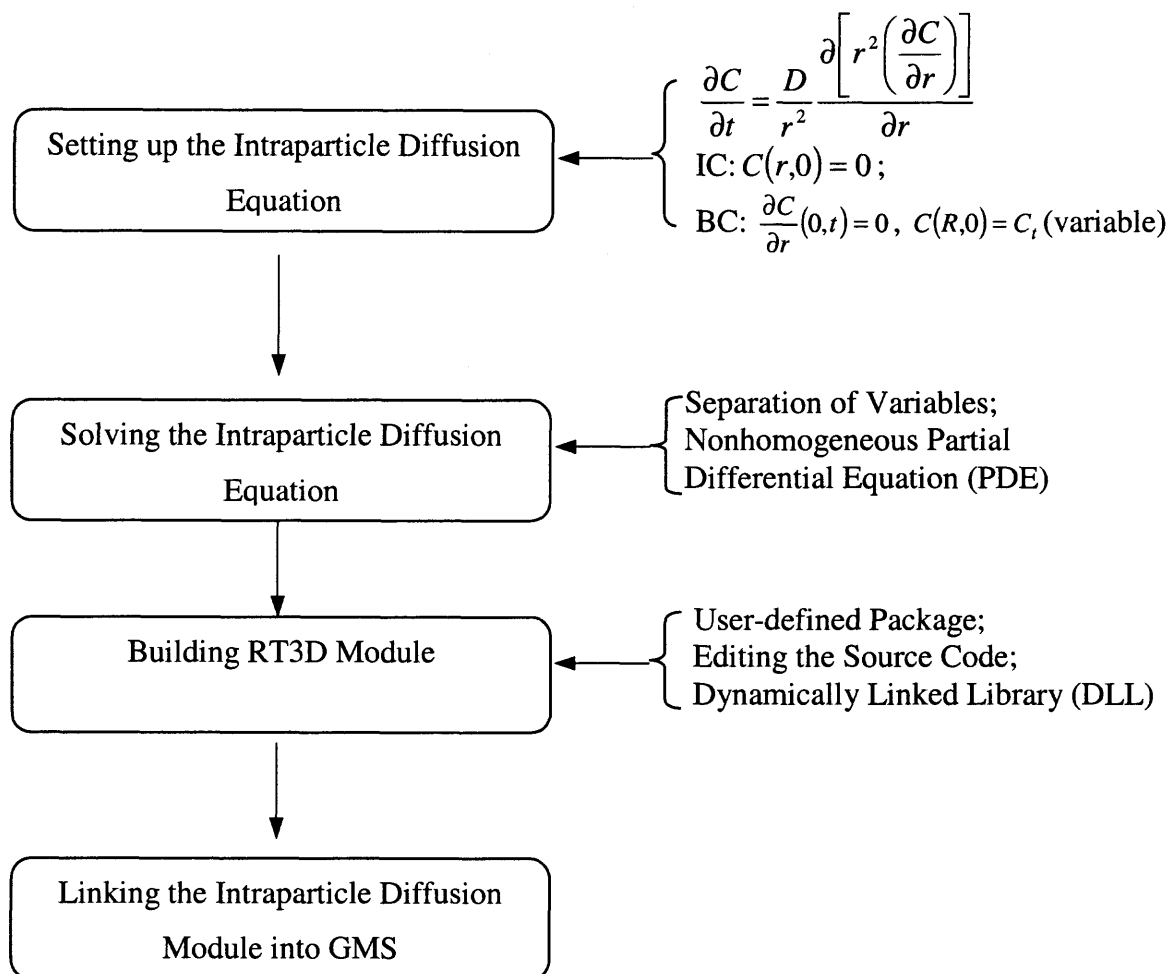 Setting up the Intraparticle Diffusion
Equation
∂C/∂t = D/r² ∂[r²(∂C/∂r)]/∂r
IC: C(r,0) = 0 ;
BC: ∂C/∂r (0,t) = 0 , C(R,0) = C_t (variable)
Solving the Intraparticle Diffusion
Equation
Separation of Variables;
Nonhomogeneous Partial
Differential Equation (PDE)
Building RT3D Module
User-defined Package;
Editing the Source Code;
Dynamically Linked Library (DLL)
Linking the Intraparticle Diffusion
Module into GMS